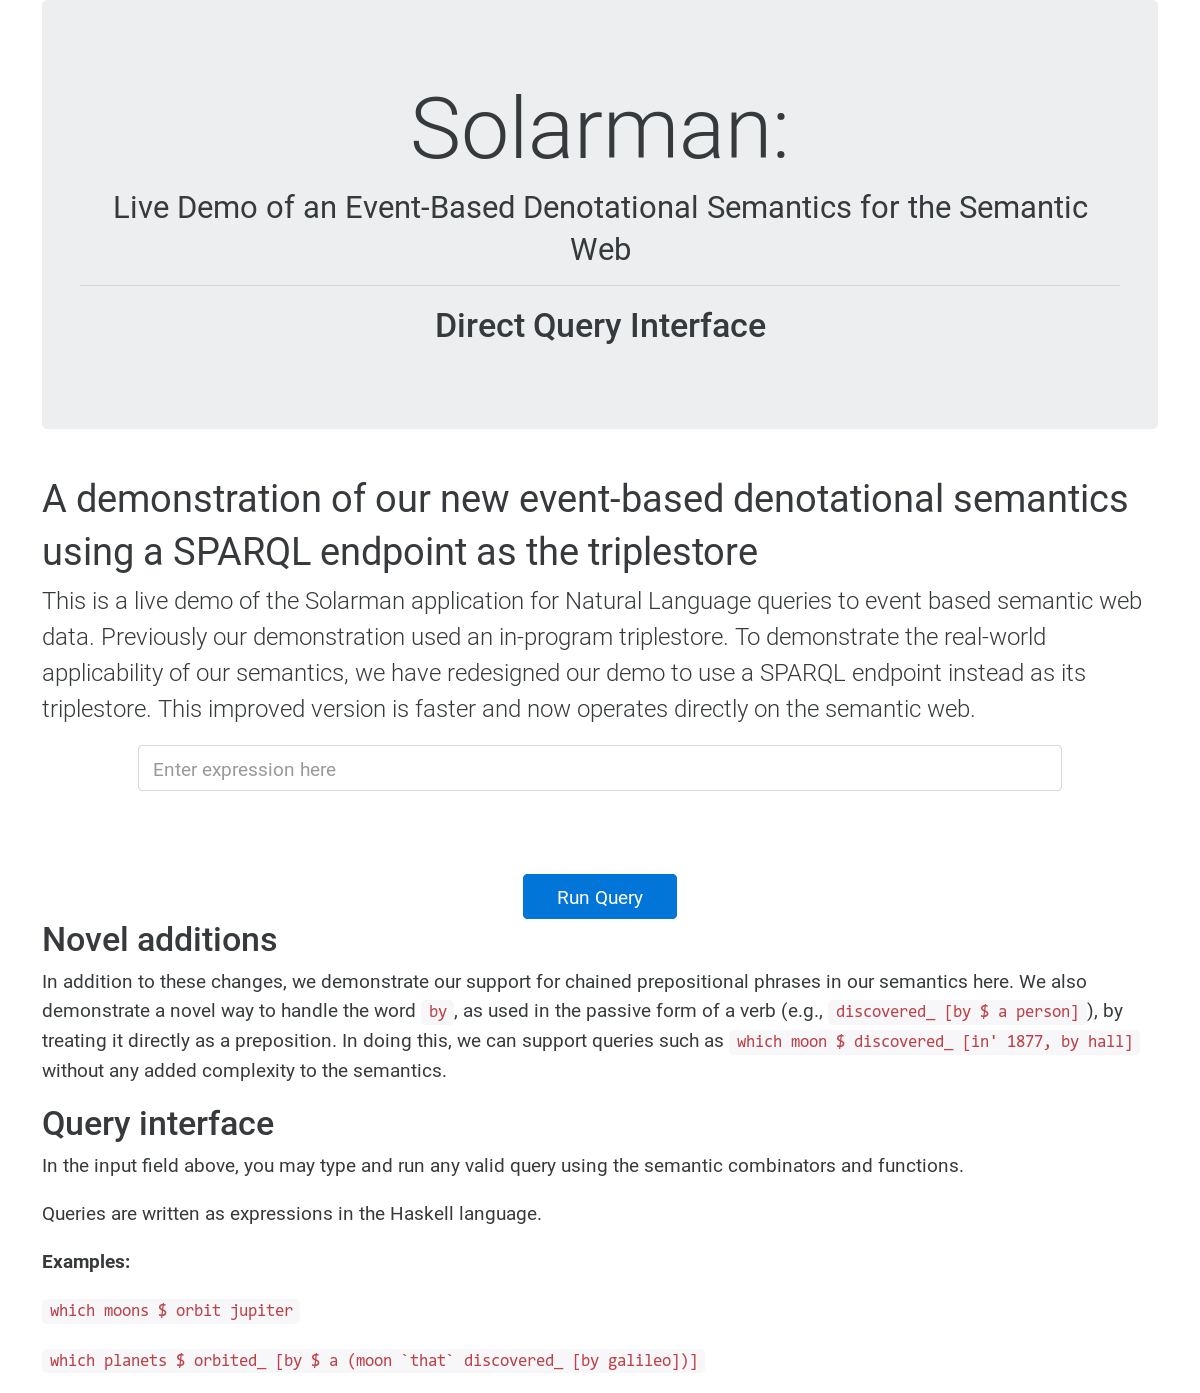 Solarman:
Live Demo of an Event-Based Denotational Semantics for the Semantic
Web
Direct Query Interface
A demonstration of our new event-based denotational semantics
using a SPARQL endpoint as the triplestore
This is a live demo of the Solarman application for Natural Language queries to event based semantic web
data. Previously our demonstration used an in-program triplestore. To demonstrate the real-world
applicability of our semantics, we have redesigned our demo to use a SPARQL endpoint instead as its
triplestore. This improved version is faster and now operates directly on the semantic web.
Enter expression here
Run Query
Novel additions
In addition to these changes, we demonstrate our support for chained prepositional phrases in our semantics here. We also
demonstrate a novel way to handle the word by, as used in the passive form of a verb (e.g., discovered_ [by $ a person]), by
treating it directly as a preposition. In doing this, we can support queries such as which moon $ discovered_ [in' 1877, by hall]
without any added complexity to the semantics.
Query interface
In the input field above, you may type and run any valid query using the semantic combinators and functions.
Queries are written as expressions in the Haskell language.
Examples:
which moons $ orbit jupiter
which planets $ orbited_ [by $ a (moon `that` discovered_ [by galileo])]